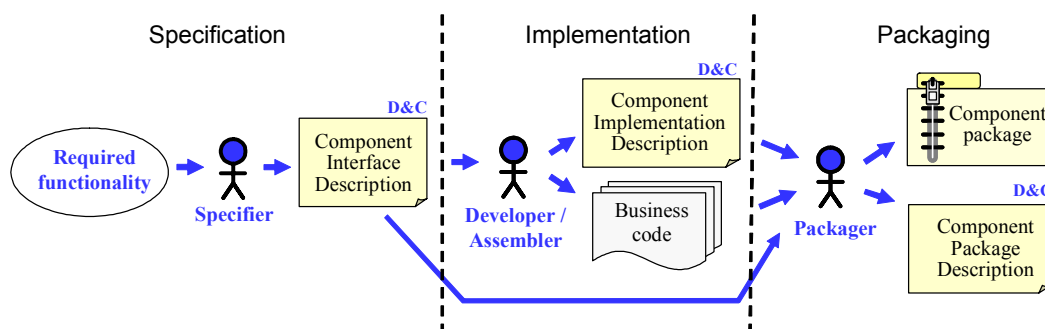 Specification
Implementation
Packaging
Required
functionality
Specifier
D&C
Component
Interface
Description
Developer /
Assembler
D&C
Component
Implementation
Description
Business
code
Packager
Component
package
D&C
Component
Package
Description